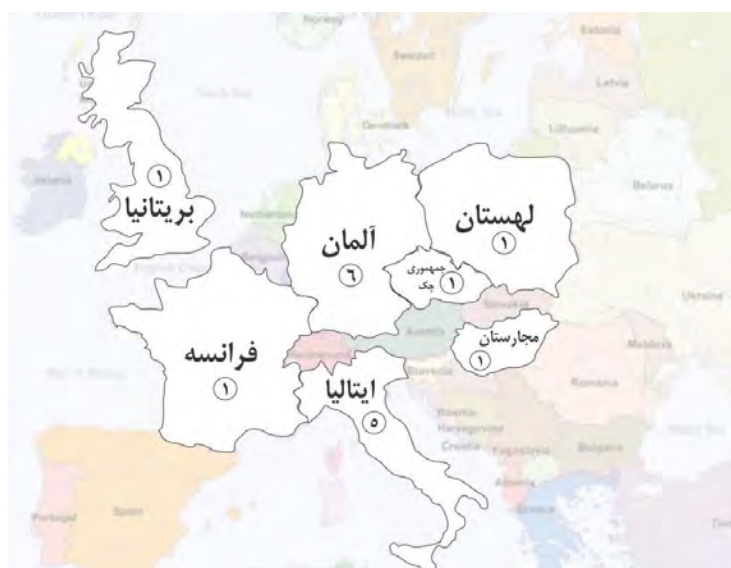 Norway
Sweden
Estonia
Latvia
Denmark
Lithuania
Ireland
Belarus
۱
بریتانیا
لهستان
۱
آلمان
۶
جمهوری
چک
۱
Ukraine
Slovakia
Austria
Moldova
مجارستان
۱
فرانسه
۱
Slovenia
Romania
ایتالیا
۵
Bosnia-
Herzegovina
Croatia
Yugoslavia
Bulgaria
Albania
Greece
Portugal
Spain